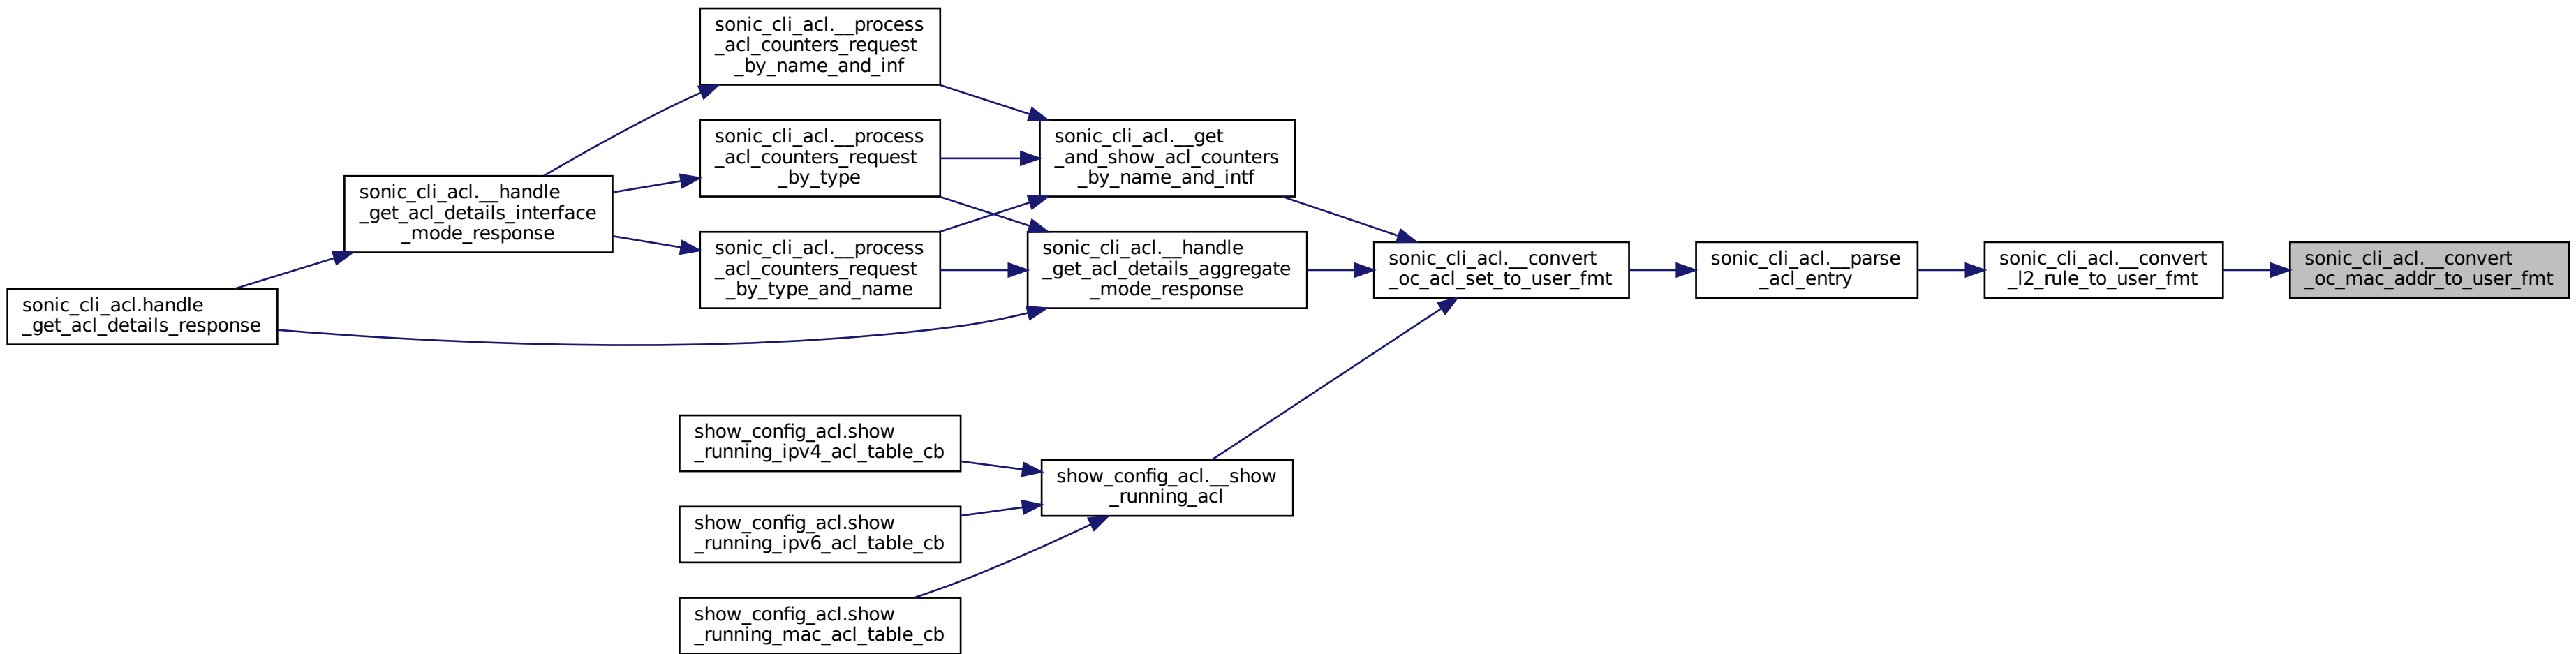 sonic_cli_acl.__process
_acl_counters_request
_by_name_and_inf
sonic_cli_acl.__process
_acl_counters_request
_by_type
sonic_cli_acl.__get
_and_show_acl_counters
_by_name_and_intf
sonic_cli_acl.__handle
_get_acl_details_interface
_mode_response
sonic_cli_acl.__process
_acl_counters_request
_by_type_and_name
sonic_cli_acl.__handle
_get_acl_details_aggregate
_mode_response
sonic_cli_acl.__convert
_oc_acl_set_to_user_fmt
sonic_cli_acl.__parse
_acl_entry
sonic_cli_acl.__convert
_l2_rule_to_user_fmt
sonic_cli_acl.__convert
_oc_mac_addr_to_user_fmt
sonic_cli_acl.handle
_get_acl_details_response
show_config_acl.show
_running_ipv4_acl_table_cb
show_config_acl.__show
_running_acl
show_config_acl.show
_running_ipv6_acl_table_cb
show_config_acl.show
_running_mac_acl_table_cb